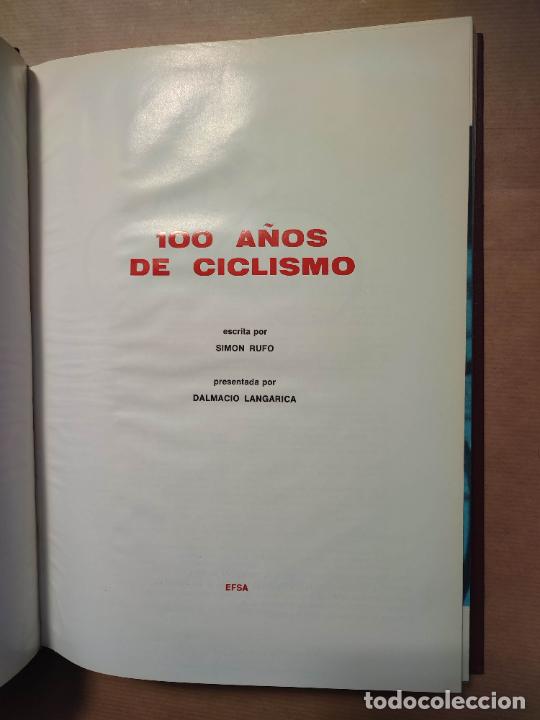 100 AÑOS
DE CICLISMO
escrita por
SIMON RUFO
presentada por
DALMACIO LANGARICA
EFSA
todocoleccion